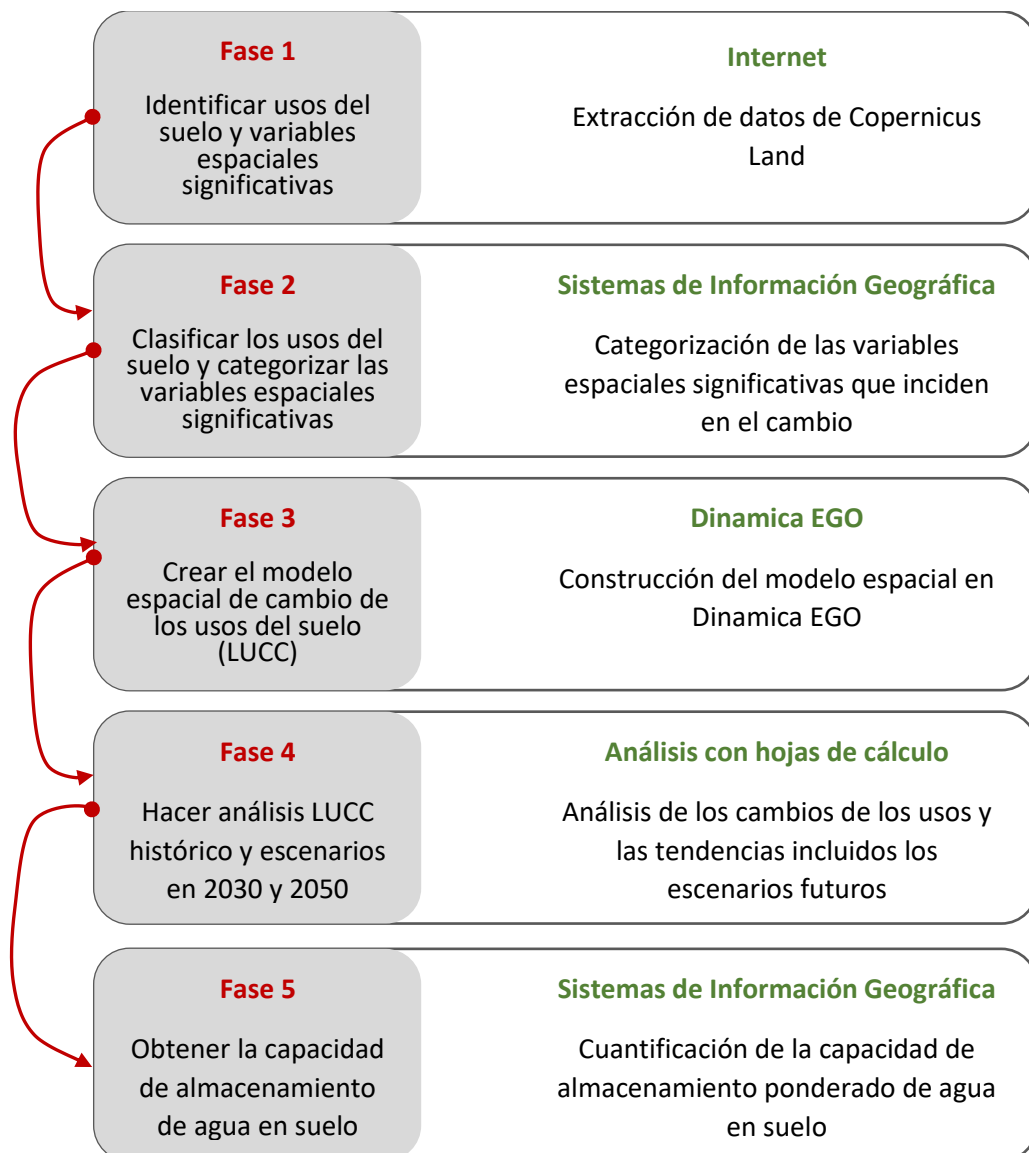 Fase 1
Identificar usos del
suelo y variables
espaciales
significativas
Internet
Extracción de datos de Copernicus
Land
Fase 2
Clasificar los usos del
suelo y categorizar las
variables espaciales
significativas
Sistemas de Información Geográfica
Categorización de las variables
espaciales significativas que inciden
en el cambio
Fase 3
Crear el modelo
espacial de cambio de
los usos del suelo
(LUCC)
Dinamica EGO
Construcción del modelo espacial en
Dinamica EGO
Fase 4
Hacer análisis LUCC
histórico y escenarios
en 2030 y 2050
Análisis con hojas de cálculo
Análisis de los cambios de los usos y
las tendencias incluidos los
escenarios futuros
Fase 5
Obtener la capacidad
de almacenamiento
de agua en suelo
Sistemas de Información Geográfica
Cuantificación de la capacidad de
almacenamiento ponderado de agua
en suelo